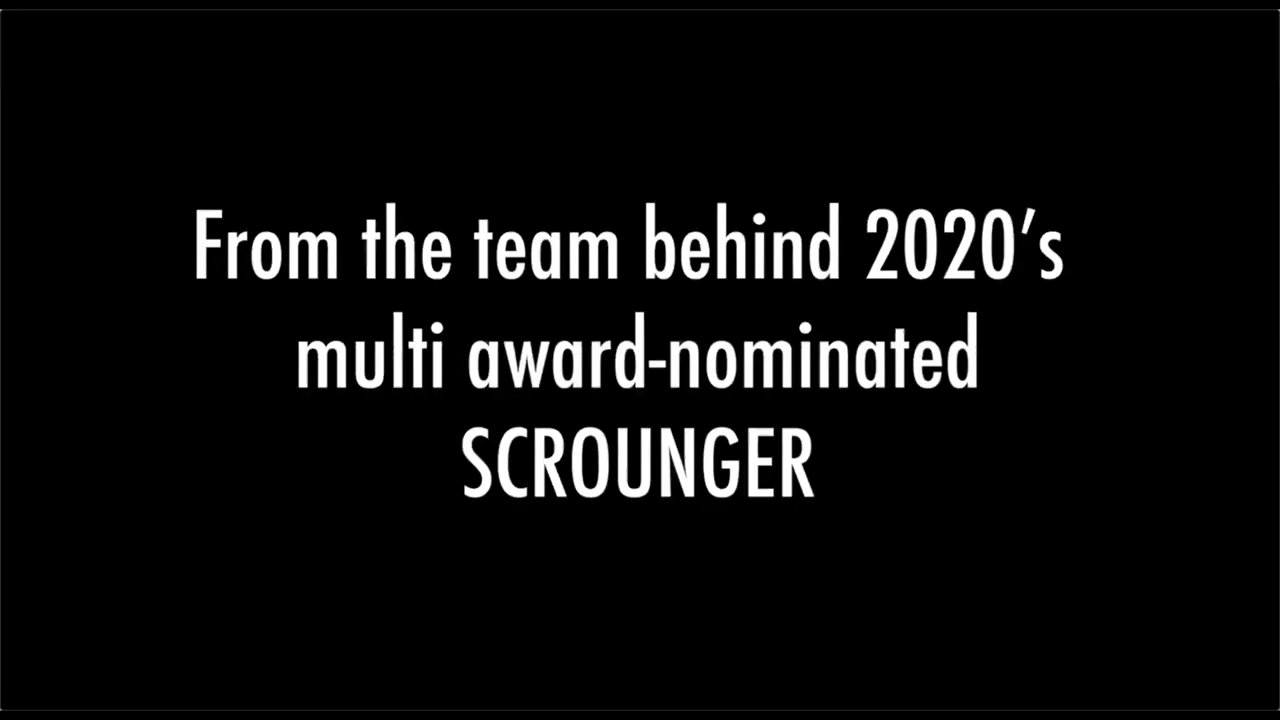 From the team behind 2020’s
multi award-nominated
SCROUNGER